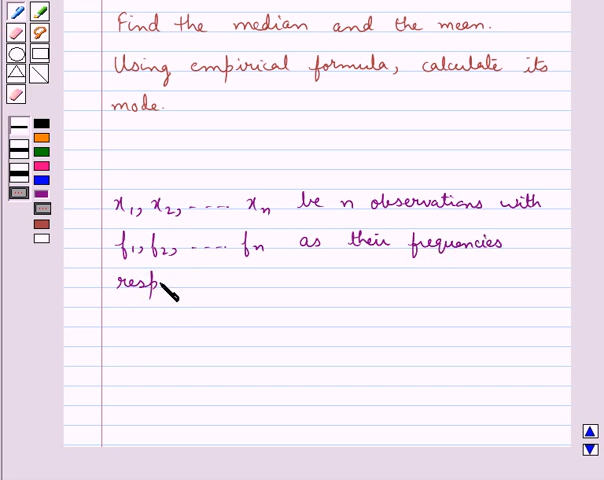 Find the median and the mean.
Using empirical formula, calculate its
mode.
x₁, x₂, ---- xₙ be n observations with
f₁, f₂, ---- fₙ as their frequencies
resp